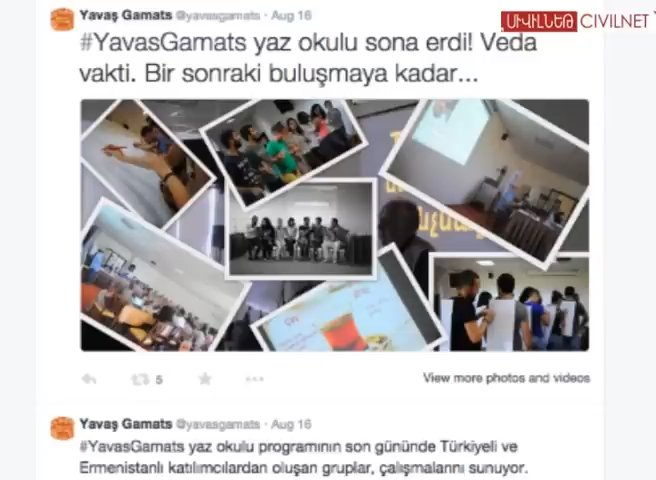 Yavaş Gamats @yavasgamats · Aug 16
ՍԻՎԻԼՆԵԹ CIVILNET
#YavasGamats yaz okulu sona erdi! Veda
vakti. Bir sonraki buluşmaya kadar...
5
View more photos and videos
Yavaş Gamats @yavasgamats · Aug 16
#YavasGamats yaz okulu programının son gününde Türkiyeli ve
Ermenistanlı katılımcılardan oluşan gruplar, çalışmalarını sunuyor.